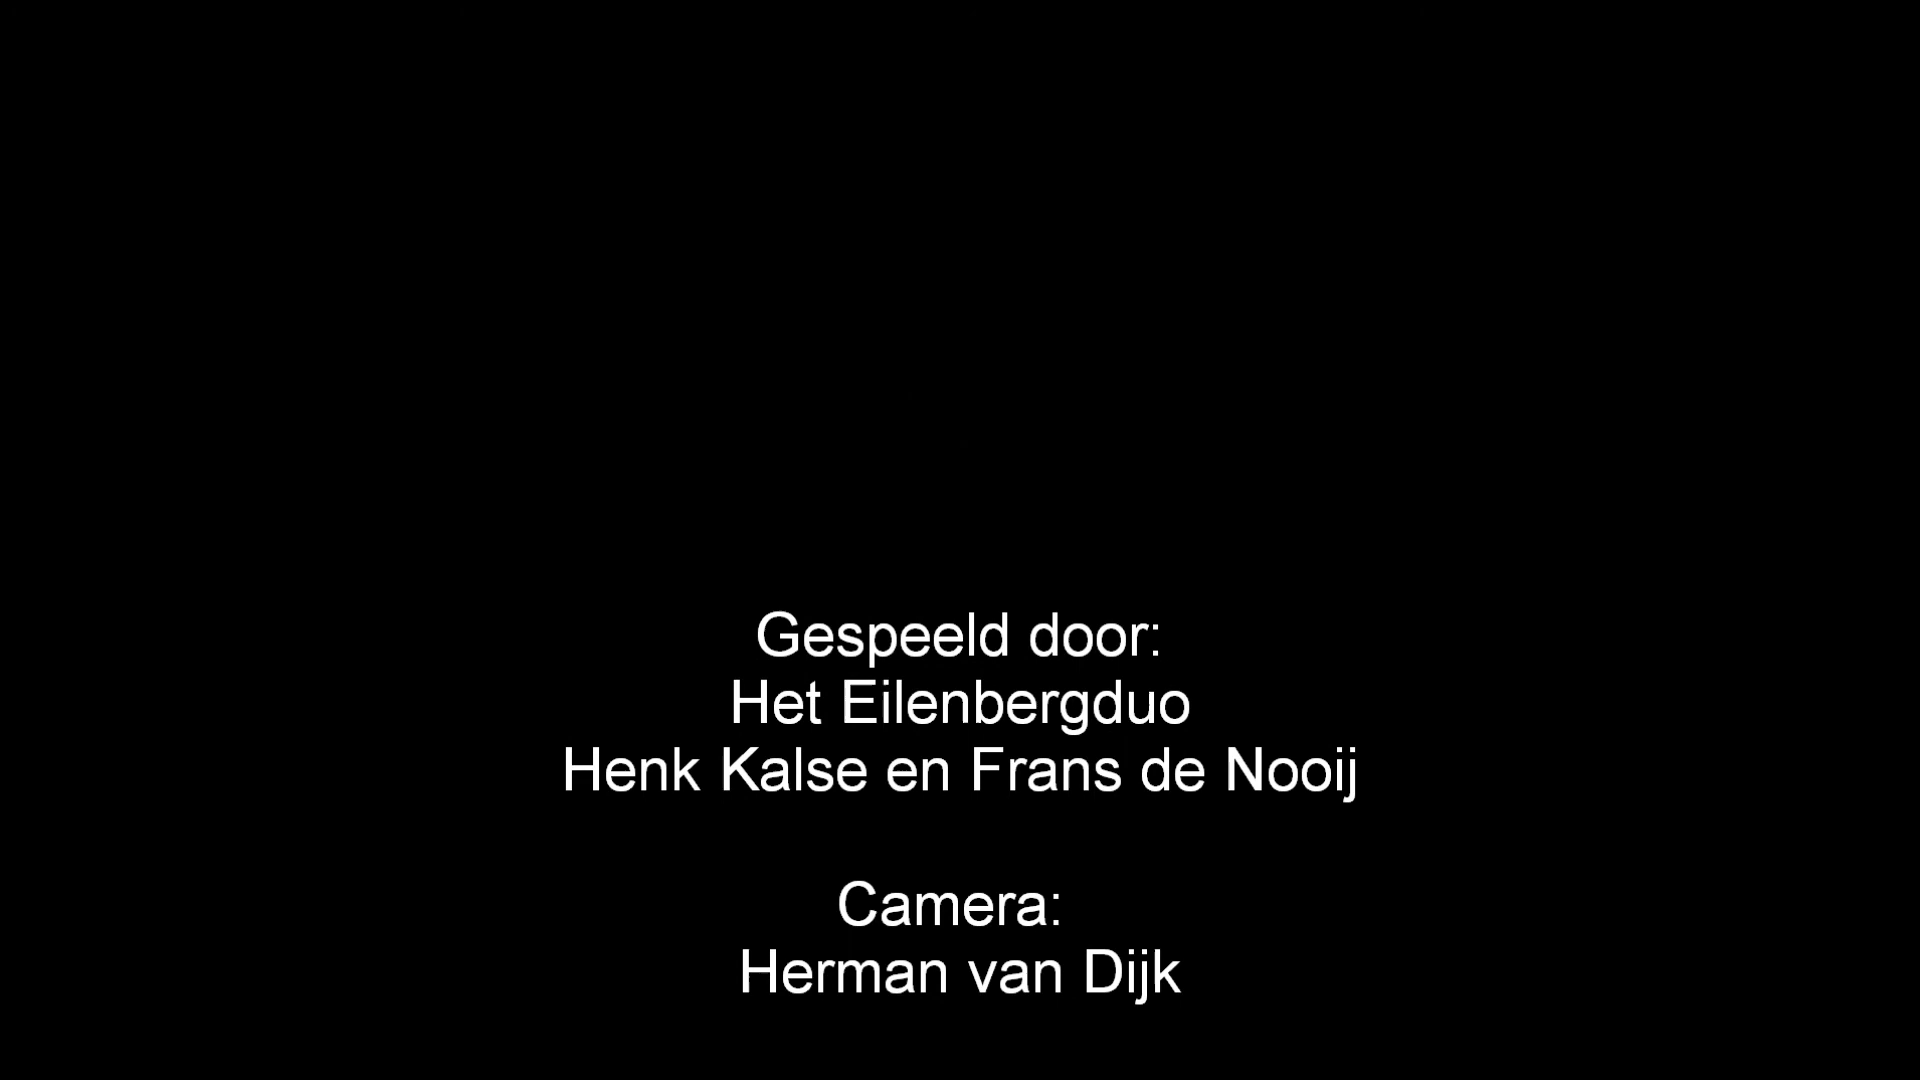 Gespeeld door:
Het Eilenbergduo
Henk Kalse en Frans de Nooij
Camera:
Herman van Dijk